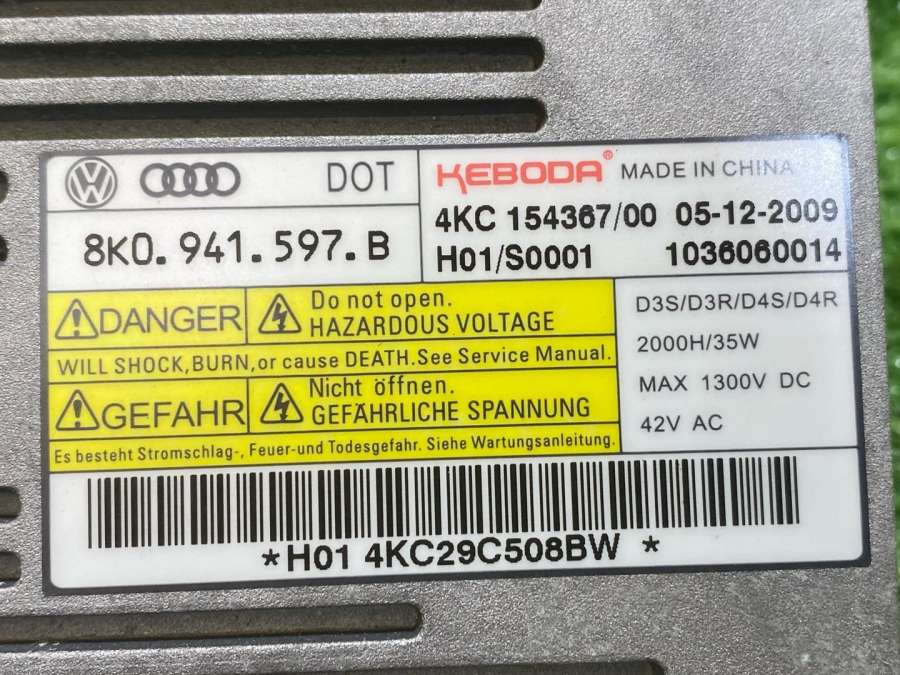 DOT
8K0.941.597.B
KEBODA® MADE IN CHINA
4KC 154367/00 05-12-2009
H01/S0001 1036060014
DANGER
Do not open.
HAZARDOUS VOLTAGE
WILL SHOCK, BURN, or cause DEATH. See Service Manual.
GEFAHR
Nicht öffnen.
GEFÄHRLICHE SPANNUNG
Es besteht Stromschlag-, Feuer-und Todesgefahr. Siehe Wartungsanleitung.
D3S/D3R/D4S/D4R
2000H/35W
MAX 1300V DC
42V AC
*H01 4KC29C508BW *